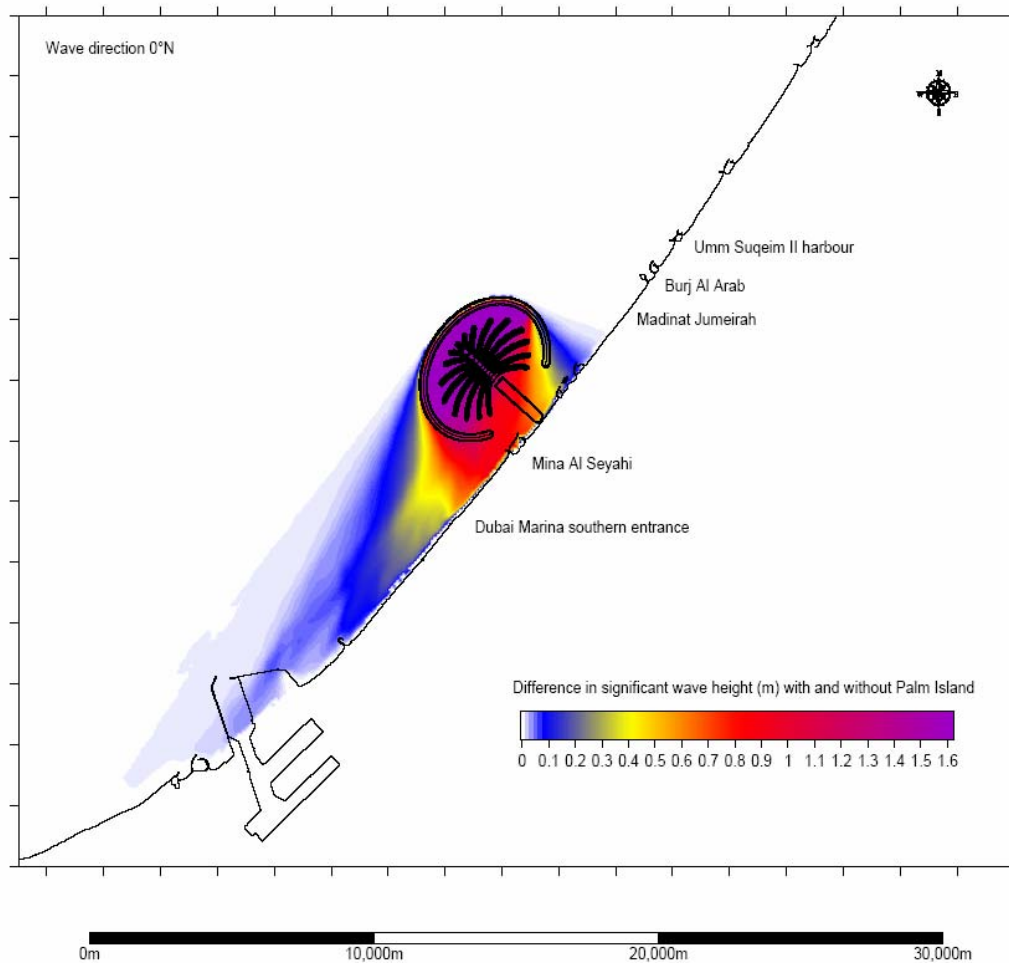 Wave direction 0°N
Umm Suqeim II harbour
Burj Al Arab
Madinat Jumeirah
Mina Al Seyahi
Dubai Marina southern entrance
Difference in significant wave height (m) with and without Palm Island
0 0.1 0.2 0.3 0.4 0.5 0.6 0.7 0.8 0.9 1 1.1 1.2 1.3 1.4 1.5 1.6
0m 10,000m 20,000m 30,000m